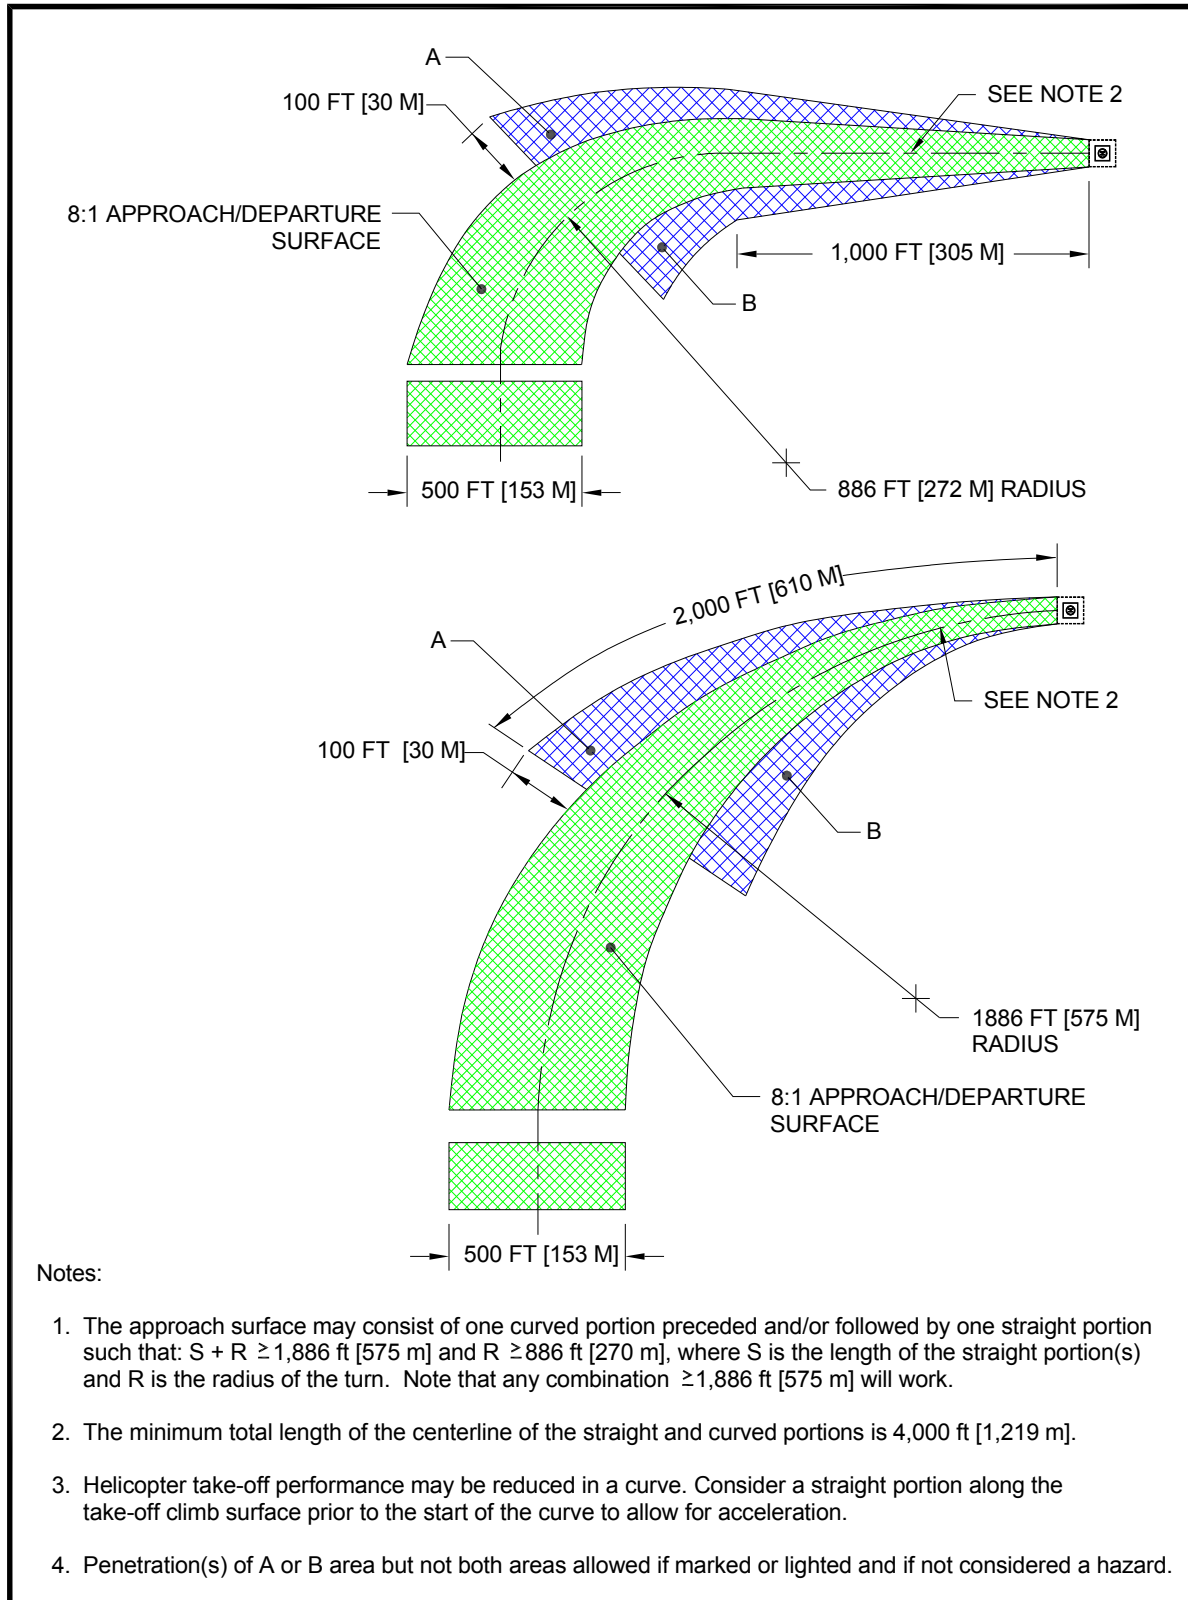 A
100 FT [30 M]
SEE NOTE 2
8:1 APPROACH/DEPARTURE
SURFACE
1,000 FT [305 M]
B
886 FT [272 M] RADIUS
500 FT [153 M]
2,000 FT [610 M]
A
SEE NOTE 2
100 FT [30 M]
B
1886 FT [575 M]
RADIUS
8:1 APPROACH/DEPARTURE
SURFACE
500 FT [153 M]
Notes:
1. The approach surface may consist of one curved portion preceded and/or followed by one straight portion
such that: S + R ≥1,886 ft [575 m] and R ≥886 ft [270 m], where S is the length of the straight portion(s)
and R is the radius of the turn. Note that any combination ≥1,886 ft [575 m] will work.
2. The minimum total length of the centerline of the straight and curved portions is 4,000 ft [1,219 m].
3. Helicopter take-off performance may be reduced in a curve. Consider a straight portion along the
take-off climb surface prior to the start of the curve to allow for acceleration.
4. Penetration(s) of A or B area but not both areas allowed if marked or lighted and if not considered a hazard.